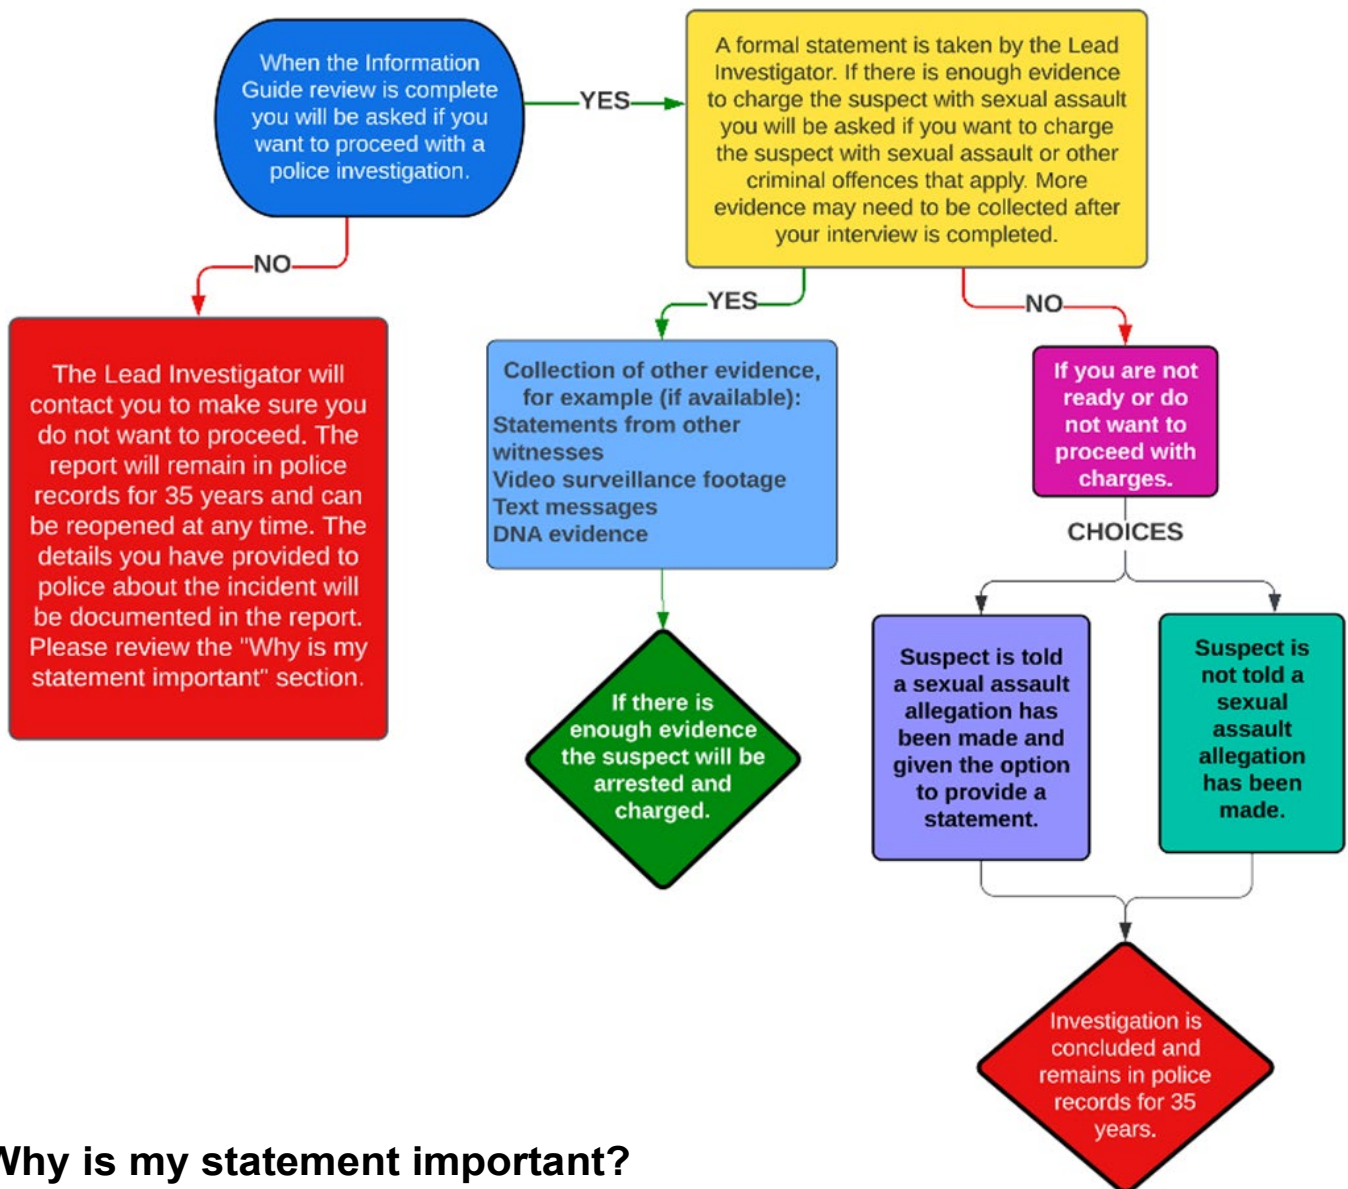 When the Information
Guide review is complete
you will be asked if you
want to proceed with a
police investigation.
YES
A formal statement is taken by the Lead
Investigator. If there is enough evidence
to charge the suspect with sexual assault
you will be asked if you want to charge
the suspect with sexual assault or other
criminal offences that apply. More
evidence may need to be collected after
your interview is completed.
NO
The Lead Investigator will
contact you to make sure you
do not want to proceed. The
report will remain in police
records for 35 years and can
be reopened at any time. The
details you have provided to
police about the incident will
be documented in the report.
Please review the "Why is my
statement important" section.
YES
Collection of other evidence,
for example (if available):
Statements from other
witnesses
Video surveillance footage
Text messages
DNA evidence
If there is
enough evidence
the suspect will be
arrested and
charged.
NO
If you are not
ready or do
not want to
proceed with
charges.
CHOICES
Suspect is told
a sexual assault
allegation has
been made and
given the option
to provide a
statement.
Suspect is
not told a
sexual
assault
allegation
has been
made.
Investigation is
concluded and
remains in police
records for 35
years.
Why is my statement important?